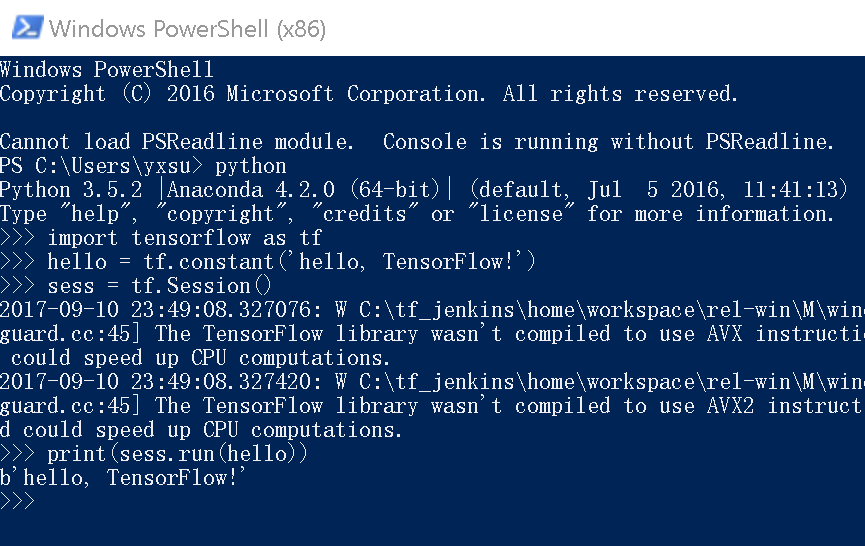 Windows PowerShell (x86)
Windows PowerShell
Copyright (C) 2016 Microsoft Corporation. All rights reserved.
Cannot load PSReadline module.  Console is running without PSReadline.
PS C:\Users\yxsu> python
Python 3.5.2 |Anaconda 4.2.0 (64-bit)| (default, Jul  5 2016, 11:41:13)
Type "help", "copyright", "credits" or "license" for more information.
>>> import tensorflow as tf
>>> hello = tf.constant('hello, TensorFlow!')
>>> sess = tf.Session()
2017-09-10 23:49:08.327076: W C:\tf_jenkins\home\workspace\rel-win\M\win
guard.cc:45] The TensorFlow library wasn't compiled to use AVX instructi
 could speed up CPU computations.
2017-09-10 23:49:08.327420: W C:\tf_jenkins\home\workspace\rel-win\M\win
guard.cc:45] The TensorFlow library wasn't compiled to use AVX2 instruct
d could speed up CPU computations.
>>> print(sess.run(hello))
b'hello, TensorFlow!'
>>>